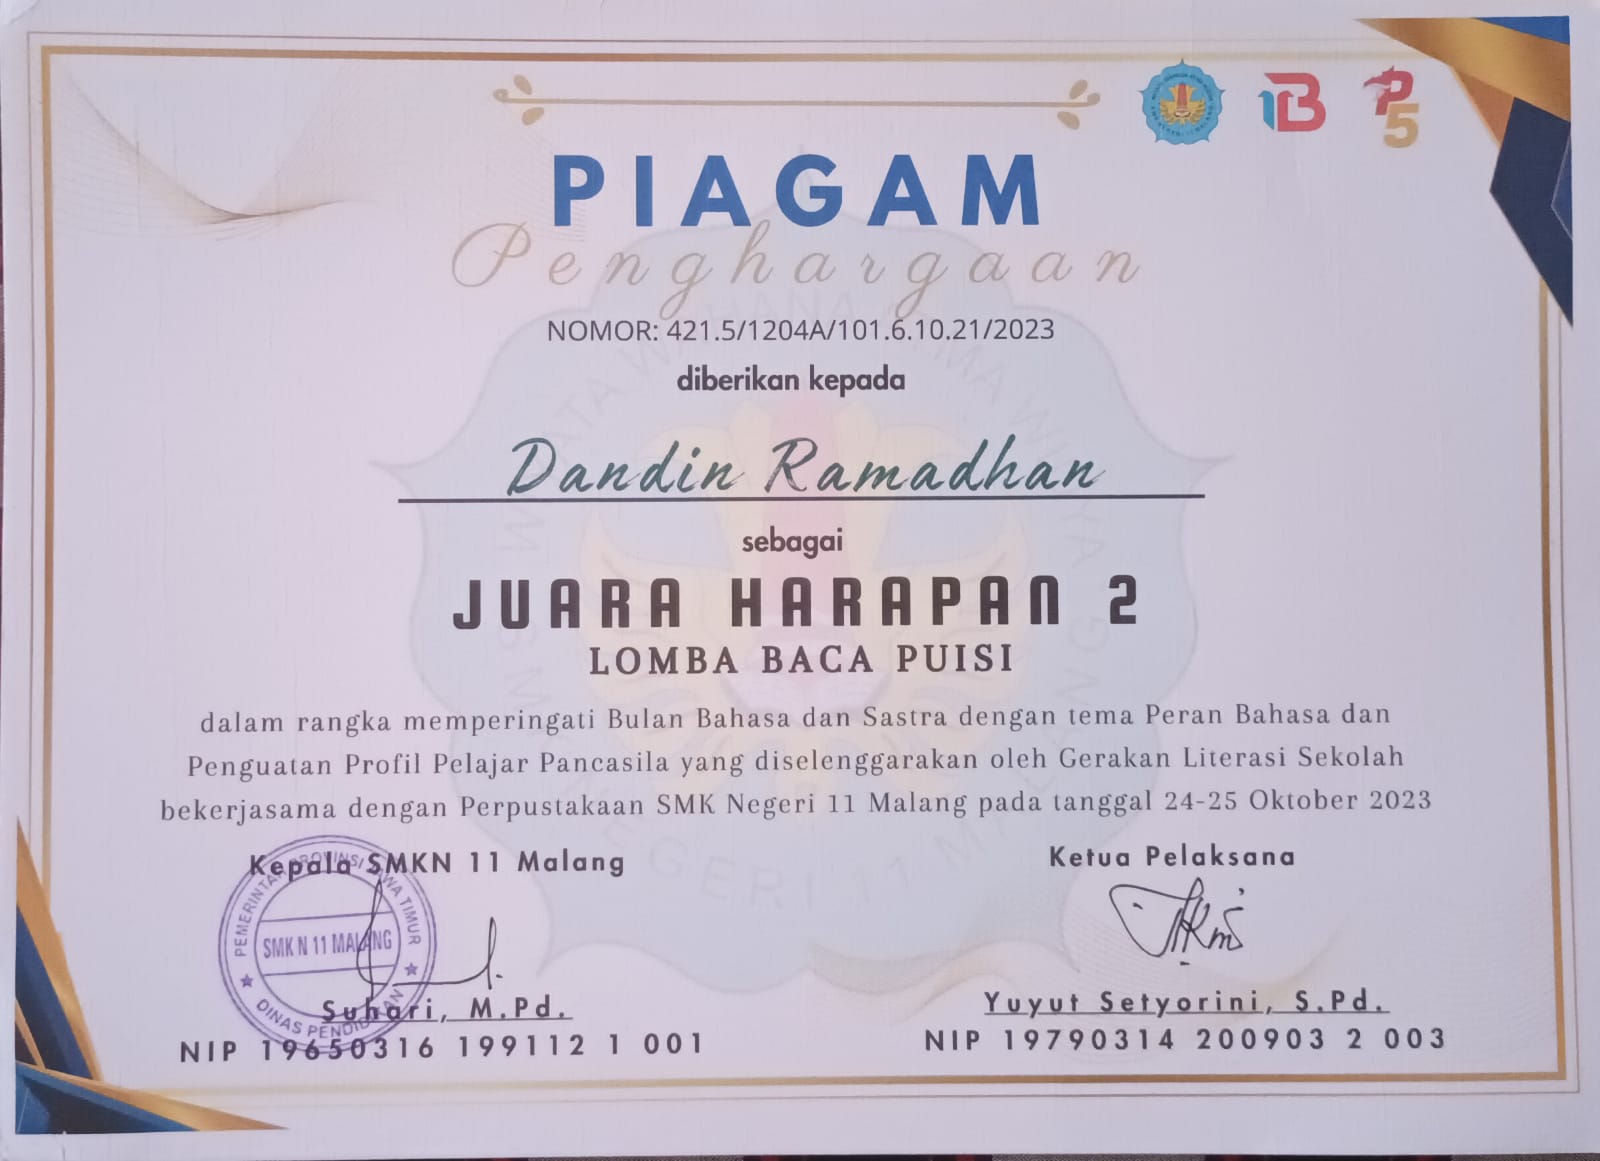 PIAGAM
Penghargaan
NOMOR: 421.5/1204A/101.6.10.21/2023
diberikan kepada
Dandin Ramadhan
sebagai
JUARA HARAPAN 2
LOMBA BACA PUISI
dalam rangka memperingati Bulan Bahasa dan Sastra dengan tema Peran Bahasa dan
Penguatan Profil Pelajar Pancasila yang diselenggarakan oleh Gerakan Literasi Sekolah
bekerjasama dengan Perpustakaan SMK Negeri 11 Malang pada tanggal 24-25 Oktober 2023
Kepala SMKN 11 Malang
PEMERINTAH PROVINSI JAWA TIMUR
SMK N 11 MALANG
DINAS PENDIDIKAN
Suhari, M.Pd.
NIP 19650316 199112 1 001
Ketua Pelaksana
Yuyut Setyorini, S.Pd.
NIP 19790314 200903 2 003
P5